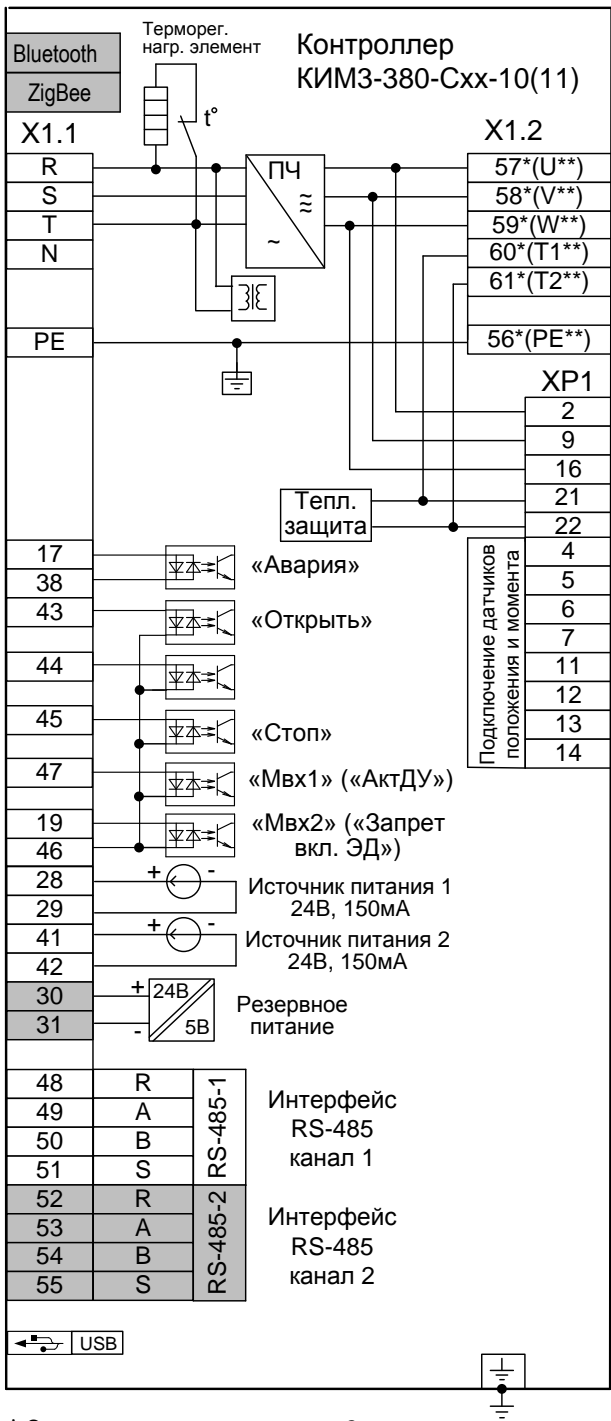 Bluetooth
ZigBee
Терморег.
нагр. элемент
t°
Контроллер
КИМ3-380-Схх-10(11)
X1.1
R
S
T
N
PE
ПЧ
≈
~
X1.2
57*(U**)
58*(V**)
59*(W**)
60*(T1**)
61*(T2**)
56*(PE**)
XP1
2
9
16
21
22
4
5
6
7
11
12
13
14
Тепл.
защита
Подключение датчиков
положения и момента
17
38
«Авария»
43
«Открыть»
44
45
«Стоп»
47
«Мвх1» («АктДУ»)
19
46
«Мвх2» («Запрет
вкл. ЭД»)
28
29
+ -
Источник питания 1
24В, 150мА
41
42
+ -
Источник питания 2
24В, 150мА
30
31
+
-
24В
5В
Резервное
питание
48 R
49 A
50 B
51 S
RS-485-1
Интерфейс
RS-485
канал 1
52 R
53 A
54 B
55 S
RS-485-2
Интерфейс
RS-485
канал 2
USB